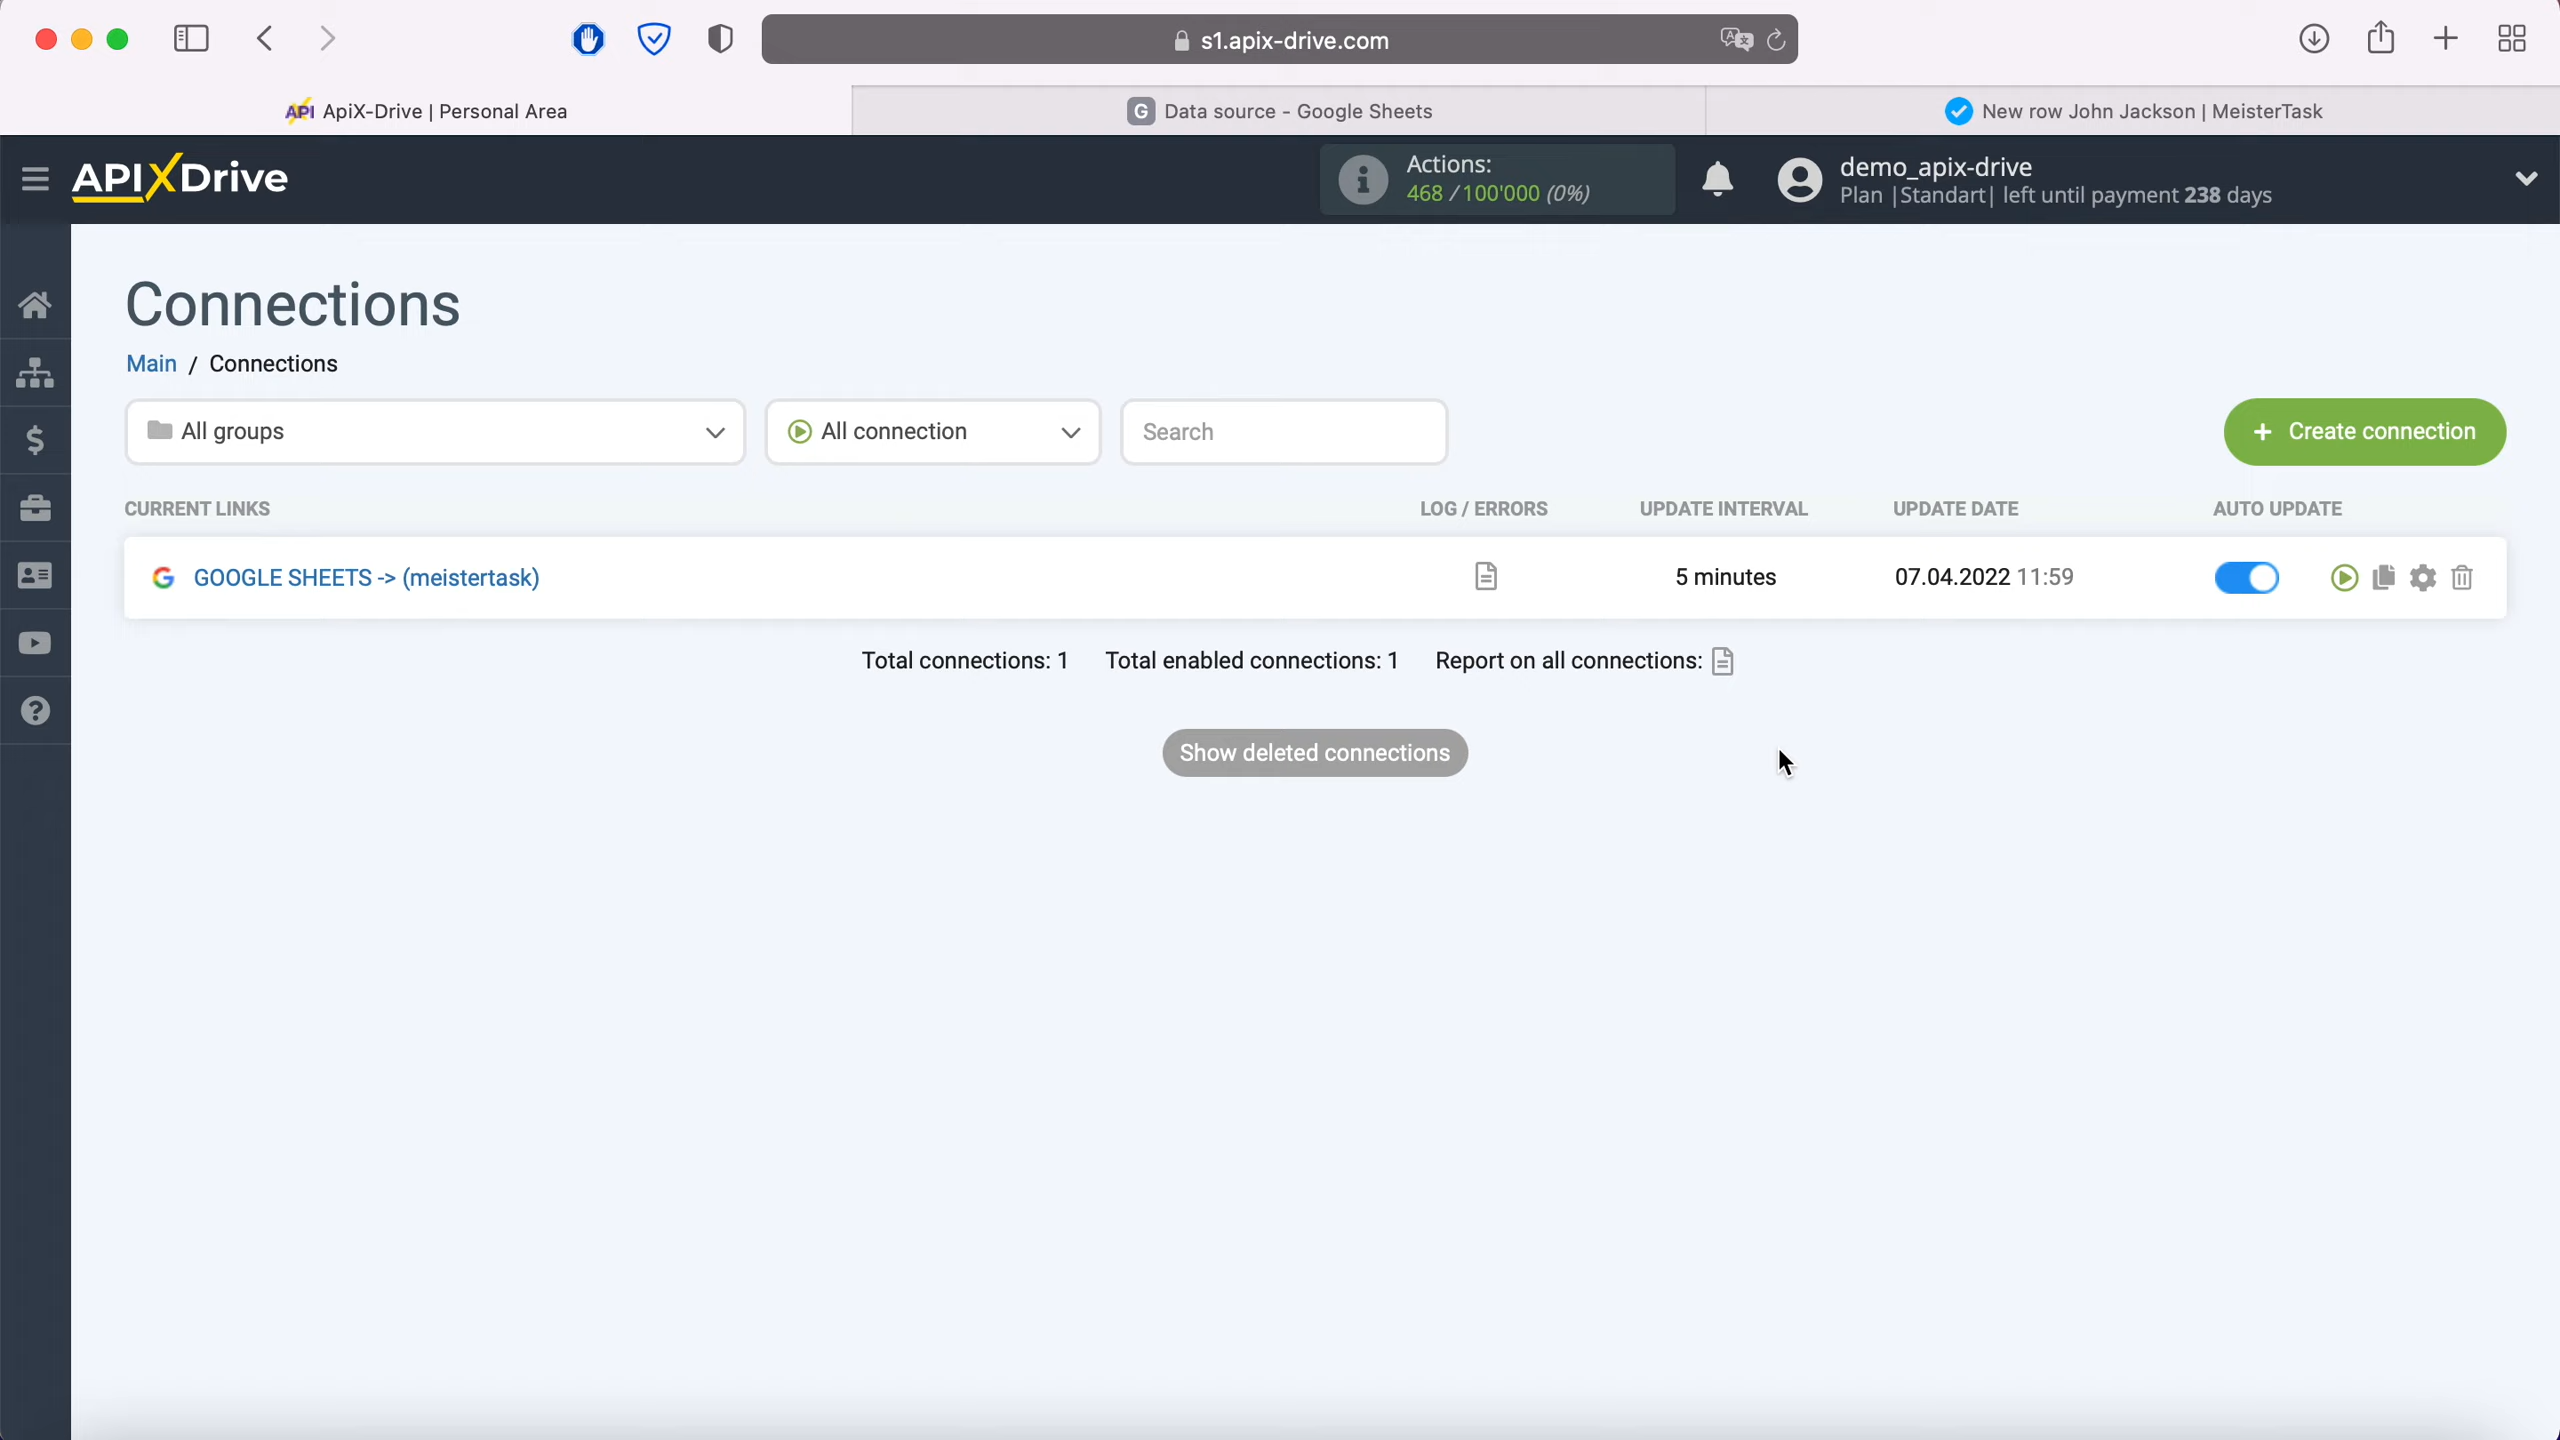 s1.apix-drive.com
API ApiX-Drive | Personal Area
G Data source - Google Sheets
New row John Jackson | MeisterTask
APIXDrive
Actions:
468 /100'000 (0%)
demo_apix-drive
Plan |Standart| left until payment 238 days
Connections
Main / Connections
All groups
All connection
Search
+ Create connection
CURRENT LINKS
LOG / ERRORS
UPDATE INTERVAL
UPDATE DATE
AUTO UPDATE
GOOGLE SHEETS -> (meistertask)
5 minutes
07.04.2022 11:59
Total connections: 1
Total enabled connections: 1
Report on all connections:
Show deleted connections